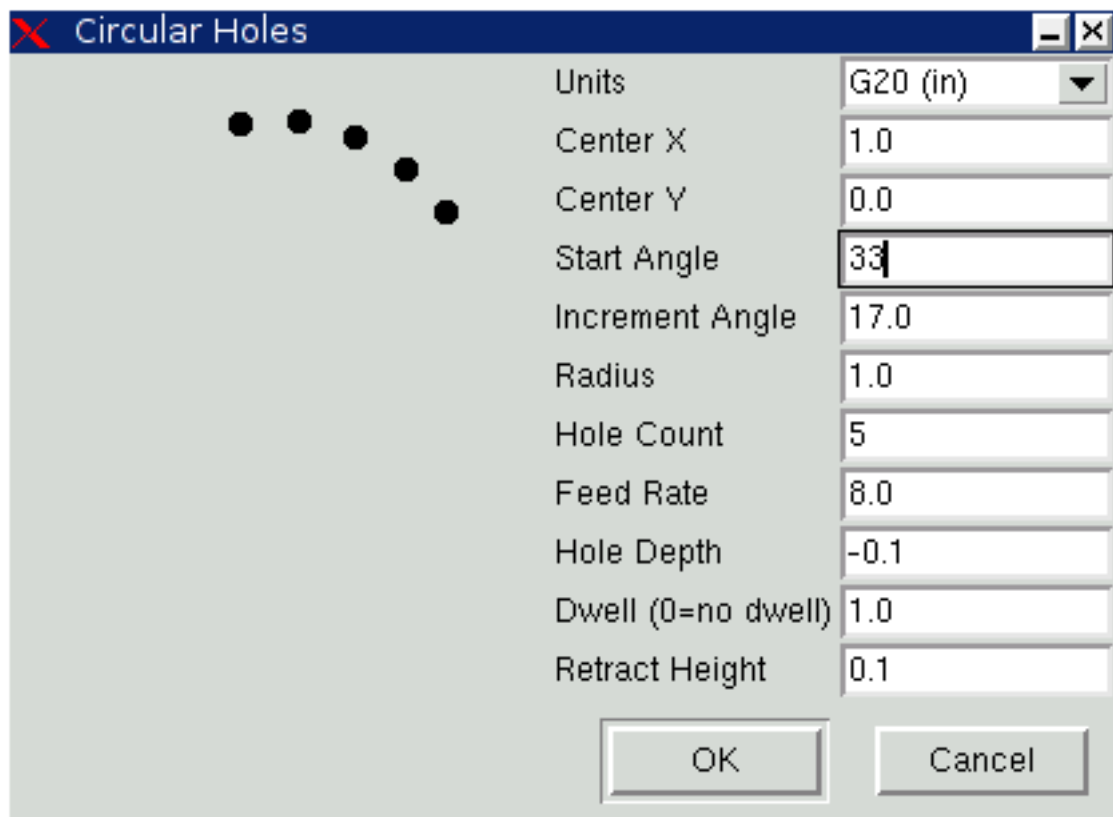 Circular Holes
Units G20 (in)
Center X 1.0
Center Y 0.0
Start Angle 33
Increment Angle 17.0
Radius 1.0
Hole Count 5
Feed Rate 8.0
Hole Depth -0.1
Dwell (0=no dwell) 1.0
Retract Height 0.1
OK Cancel